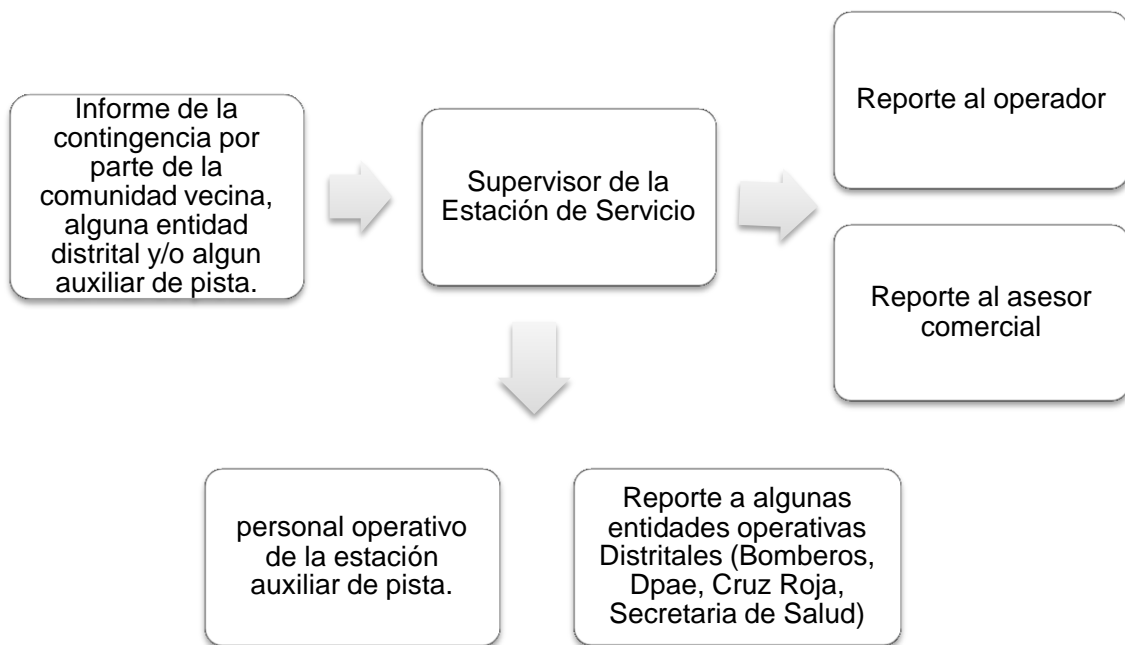 Informe de la
contingencia por
parte de la
comunidad vecina,
alguna entidad
distrital y/o algun
auxiliar de pista.
Supervisor de la
Estación de Servicio
Reporte al operador
Reporte al asesor
comercial
personal operativo
de la estación
auxiliar de pista.
Reporte a algunas
entidades operativas
Distritales (Bomberos,
Dpae, Cruz Roja,
Secretaria de Salud)